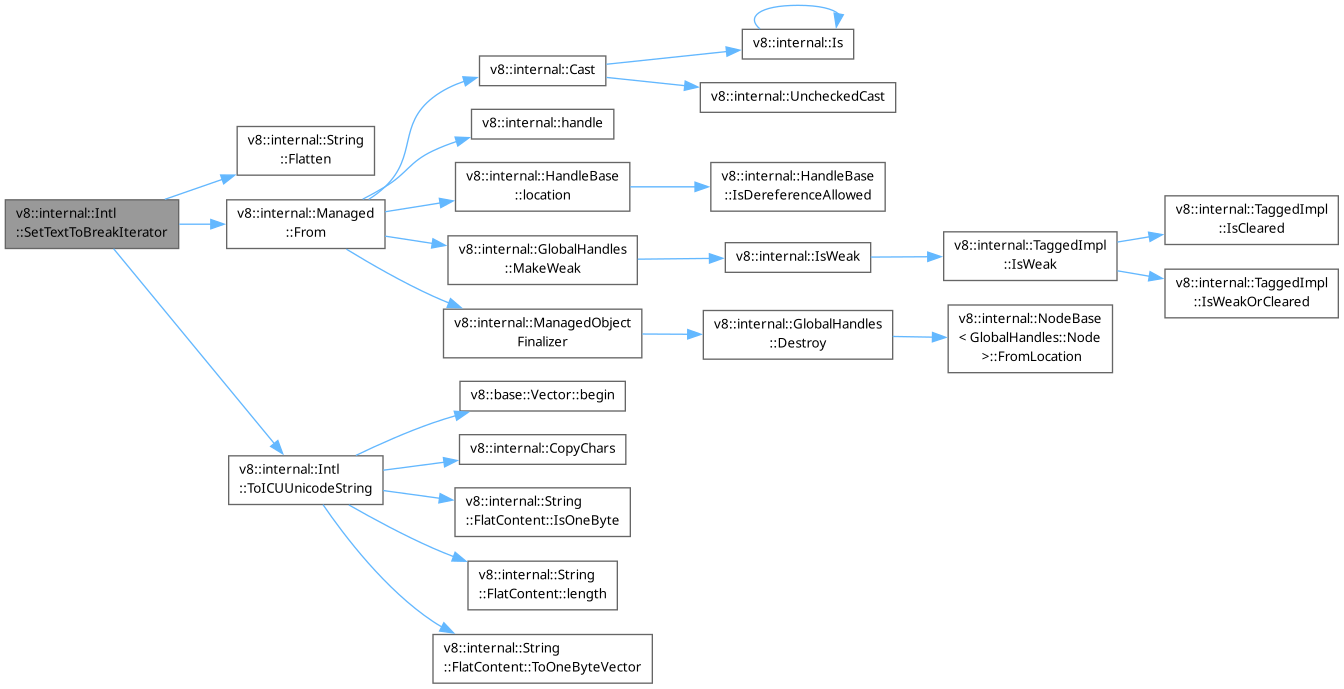 v8::internal::Intl
::SetTextToBreakIterator
v8::internal::String
::Flatten
v8::internal::Managed
::From
v8::internal::Intl
::ToICUUnicodeString
v8::internal::Cast
v8::internal::handle
v8::internal::HandleBase
::location
v8::internal::GlobalHandles
::MakeWeak
v8::internal::ManagedObject
Finalizer
v8::base::Vector::begin
v8::internal::CopyChars
v8::internal::String
::FlatContent::IsOneByte
v8::internal::String
::FlatContent::length
v8::internal::String
::FlatContent::ToOneByteVector
v8::internal::Is
v8::internal::UncheckedCast
v8::internal::HandleBase
::IsDereferenceAllowed
v8::internal::IsWeak
v8::internal::GlobalHandles
::Destroy
v8::internal::TaggedImpl
::IsWeak
v8::internal::NodeBase
< GlobalHandles::Node
>::FromLocation
v8::internal::TaggedImpl
::IsCleared
v8::internal::TaggedImpl
::IsWeakOrCleared